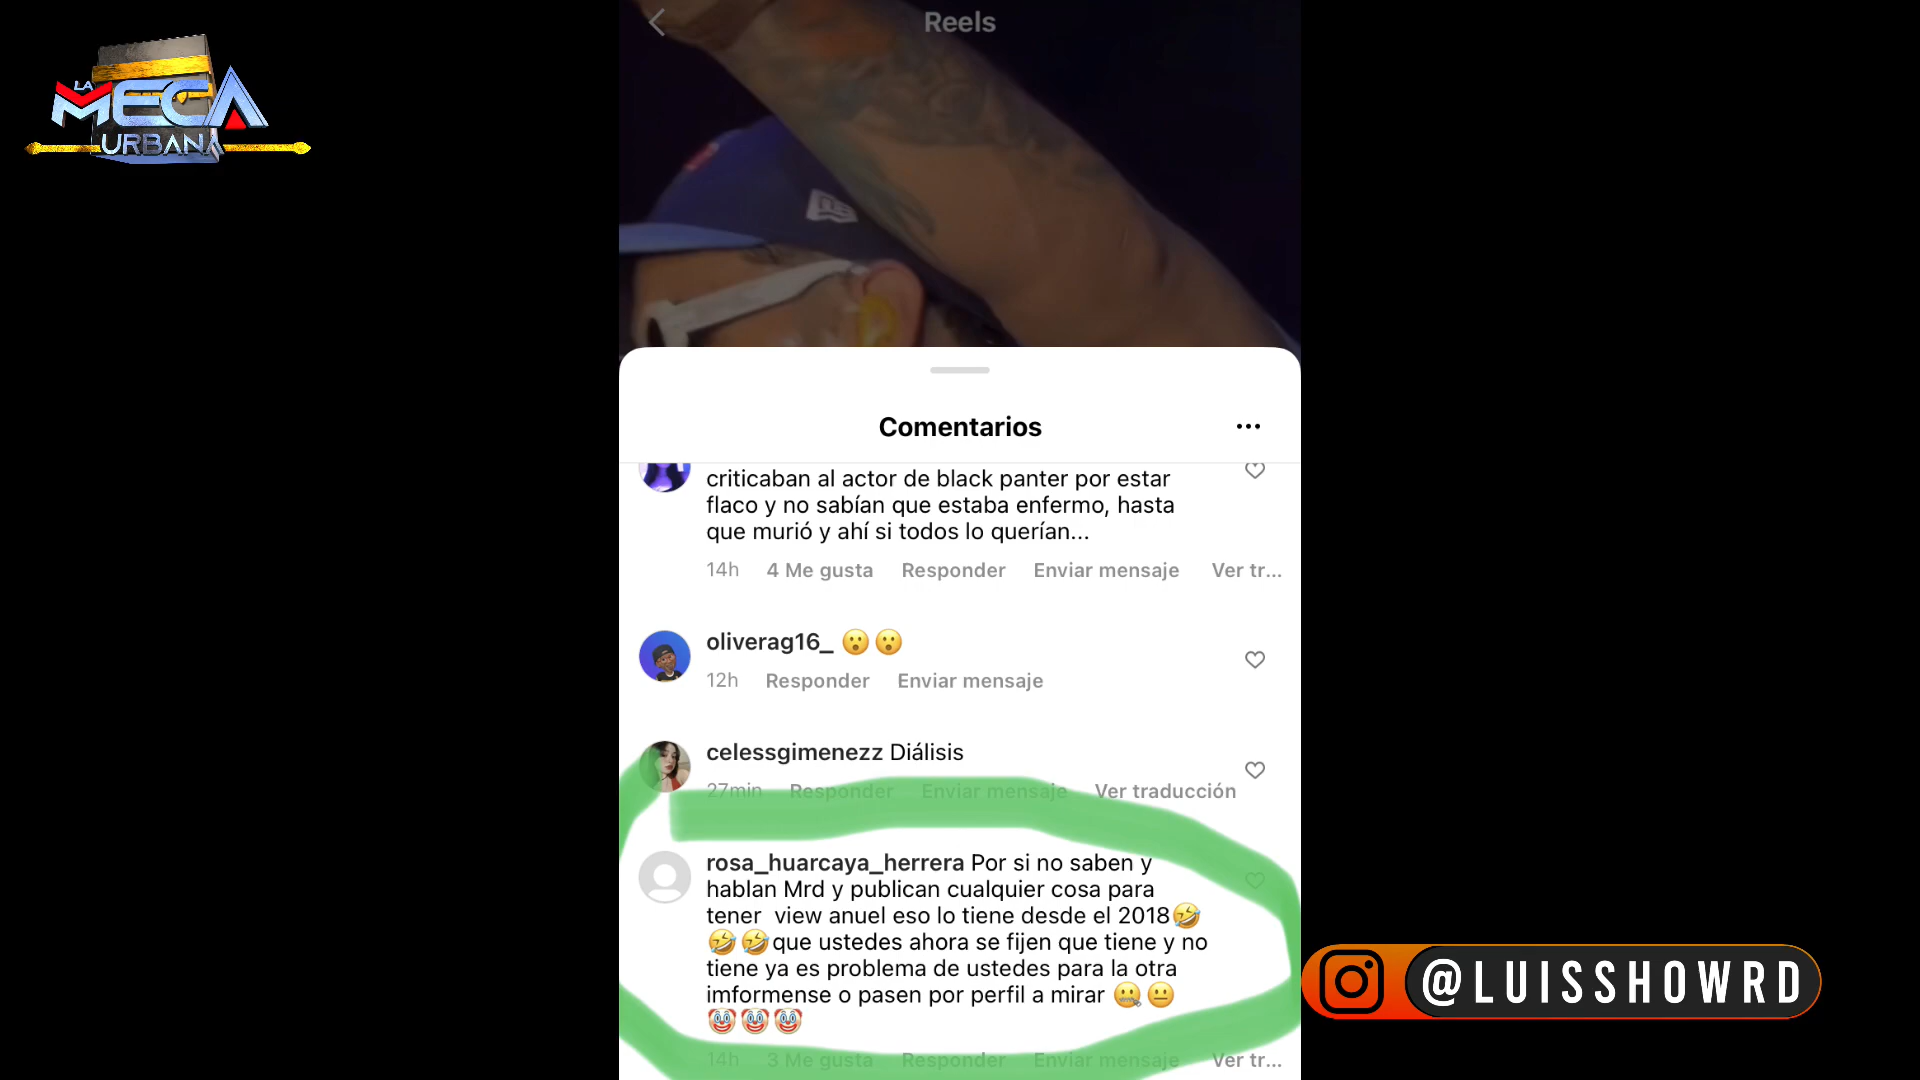 LA
MECA
URBANA
Reels
Comentarios
criticaban al actor de black panter por estar
flaco y no sabían que estaba enfermo, hasta
que murió y ahí si todos lo querían...
14h 4 Me gusta Responder Enviar mensaje Ver tr...
oliverag16_ 😮😮
12h Responder Enviar mensaje
celessgimenezz Diálisis
27min Responder Enviar mensaje Ver traducción
rosa_huarcaya_herrera Por si no saben y
hablan Mrd y publican cualquier cosa para
tener view anuel eso lo tiene desde el 2018🤣
🤣🤣que ustedes ahora se fijen que tiene y no
tiene ya es problema de ustedes para la otra
imformense o pasen por perfil a mirar 🤐😐
🤡🤡🤡
14h 3 Me gusta Responder Enviar mensaje Ver tr...
@LUISSHOWRD